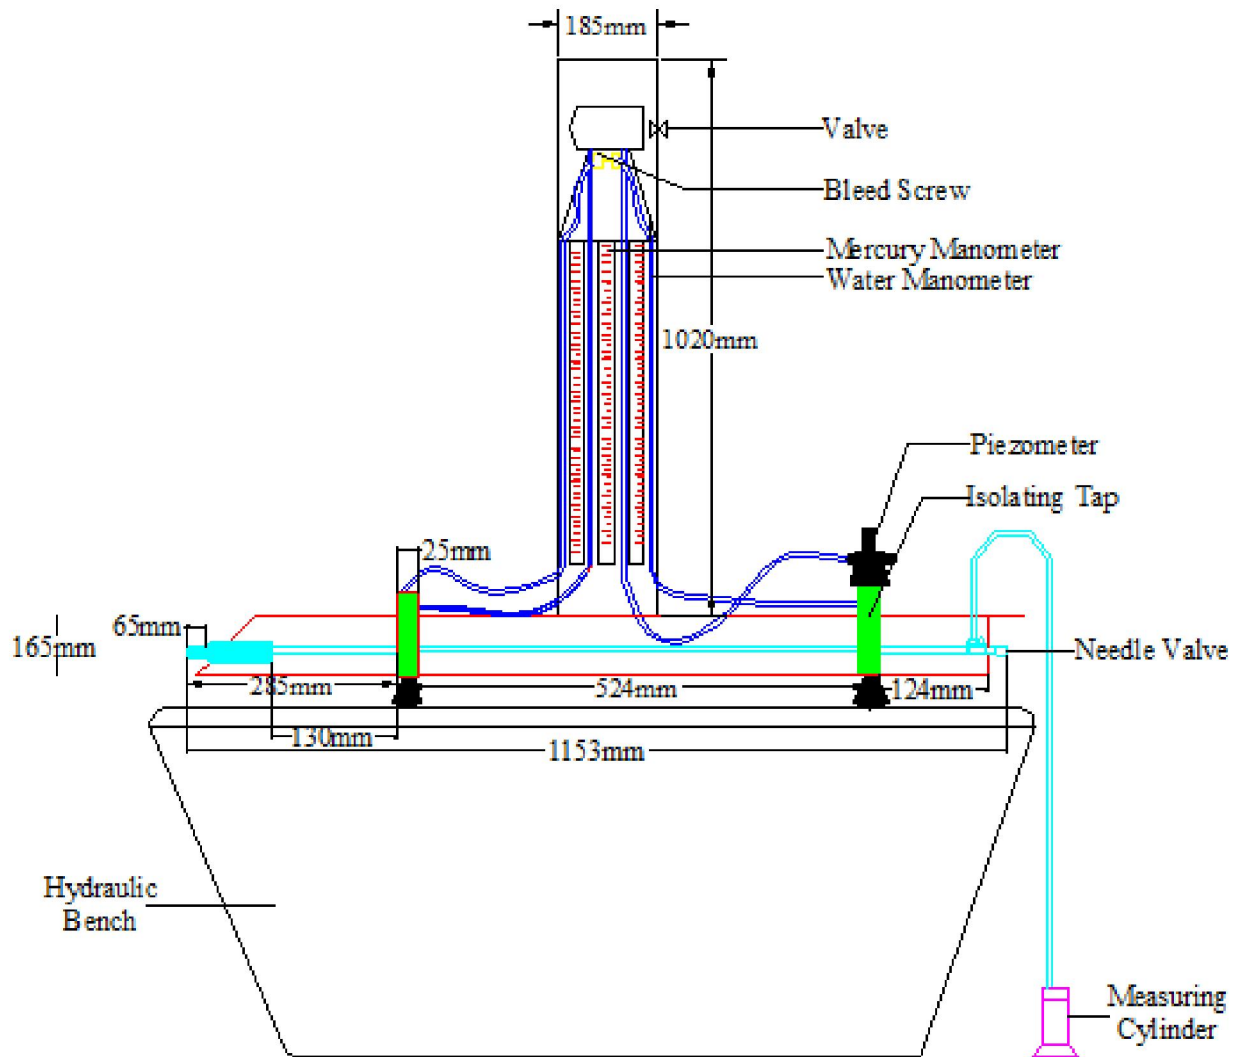 185mm
Valve
Bleed Screw
Mercury Manometer
Water Manometer
1020mm
Piezometer
Isolating Tap
25mm
65mm
165mm
Needle Valve
285mm
524mm
124mm
130mm
1153mm
Hydraulic
Bench
Measuring
Cylinder